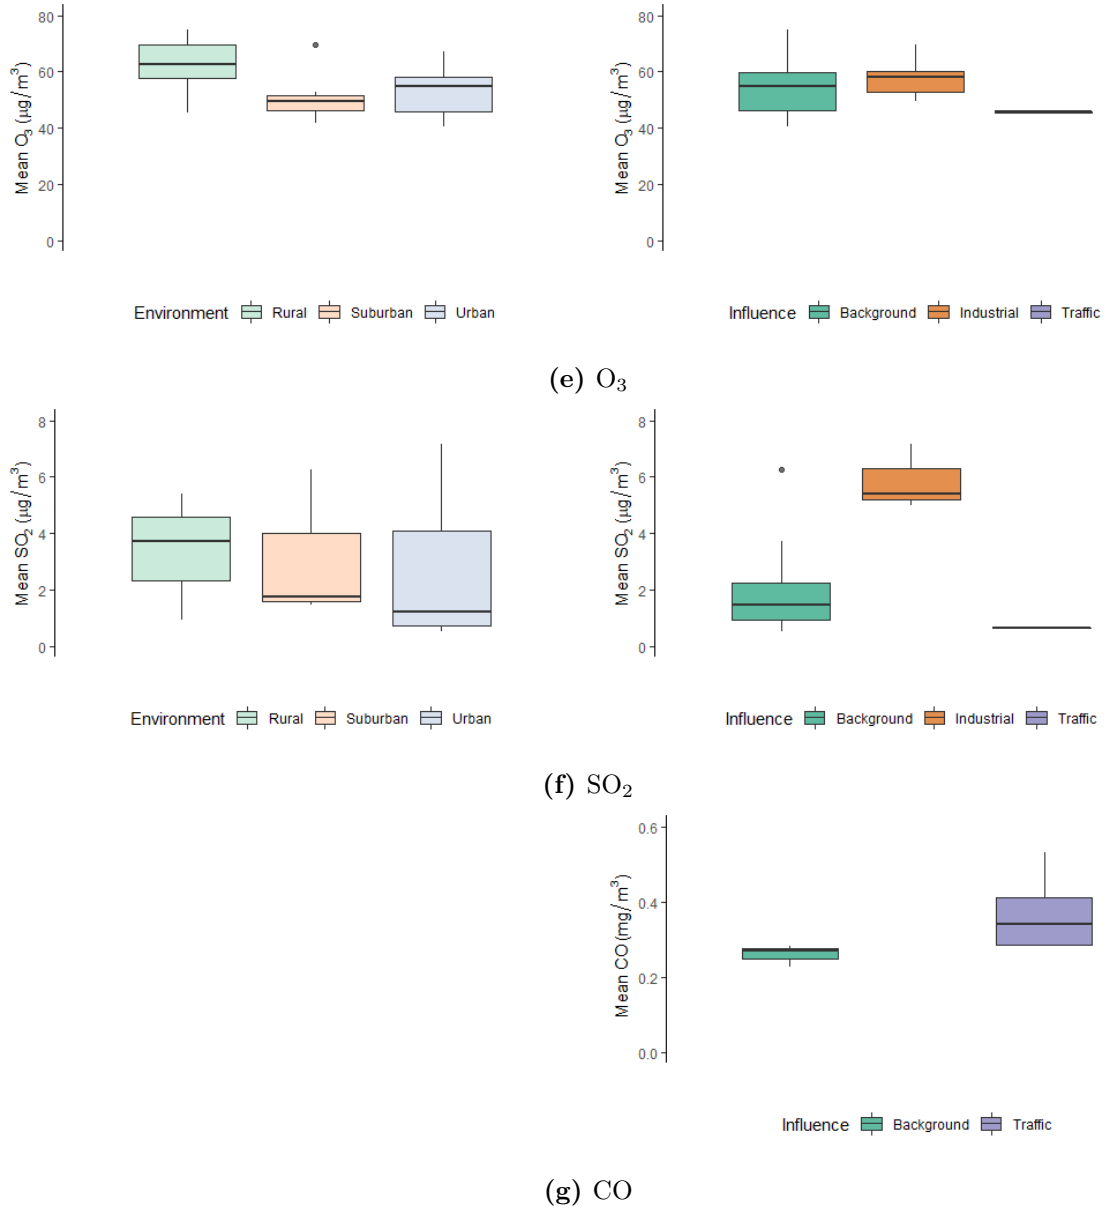 80
60
40
20
0
Mean O₃ (μg/m³)
Environment Rural Suburban Urban
80
60
40
20
0
Mean O₃ (μg/m³)
Influence Background Industrial Traffic
(e) O₃
8
6
4
2
0
Mean SO₂ (μg/m³)
Environment Rural Suburban Urban
8
6
4
2
0
Mean SO₂ (μg/m³)
Influence Background Industrial Traffic
(f) SO₂
0.6
0.4
0.2
0.0
Mean CO (mg/m³)
Influence Background Traffic
(g) CO